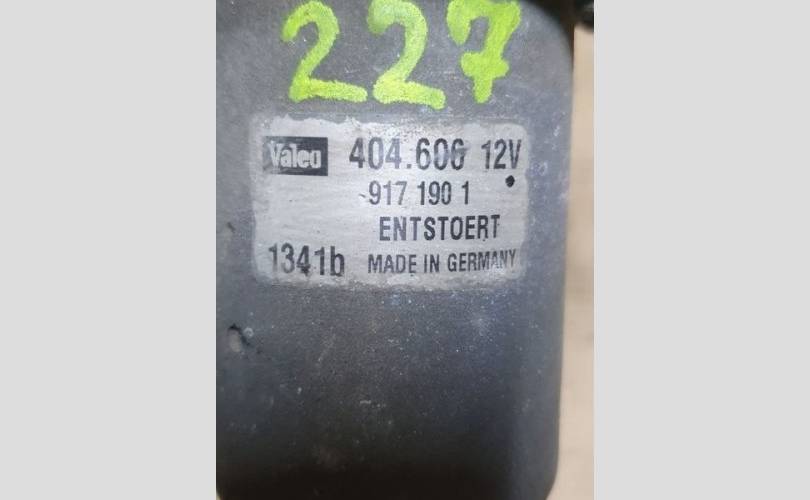 227
Valeo 404.606 12V
917 190 1
ENTSTOERT
1341b MADE IN GERMANY